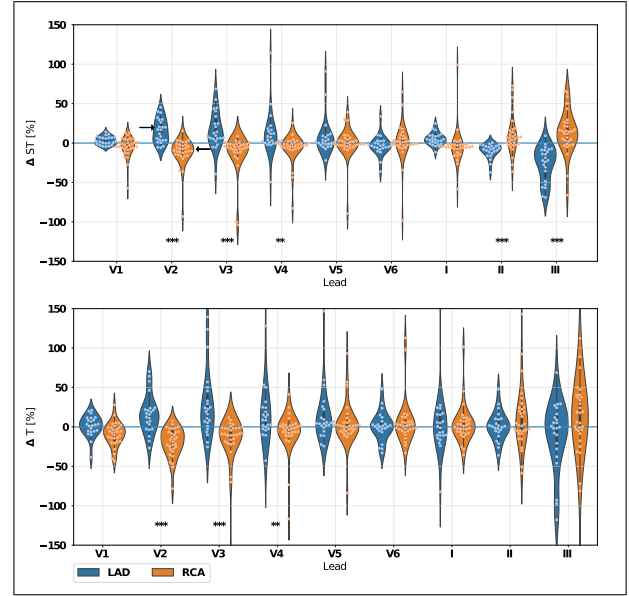 150
100
50
0
−50
−100
−150
Δ ST [%]
*** *** ** *** ***
V1 V2 V3 V4 V5 V6 I II III
Lead
150
100
50
0
−50
−100
−150
Δ T [%]
*** *** **
V1 V2 V3 V4 V5 V6 I II III
Lead
LAD RCA